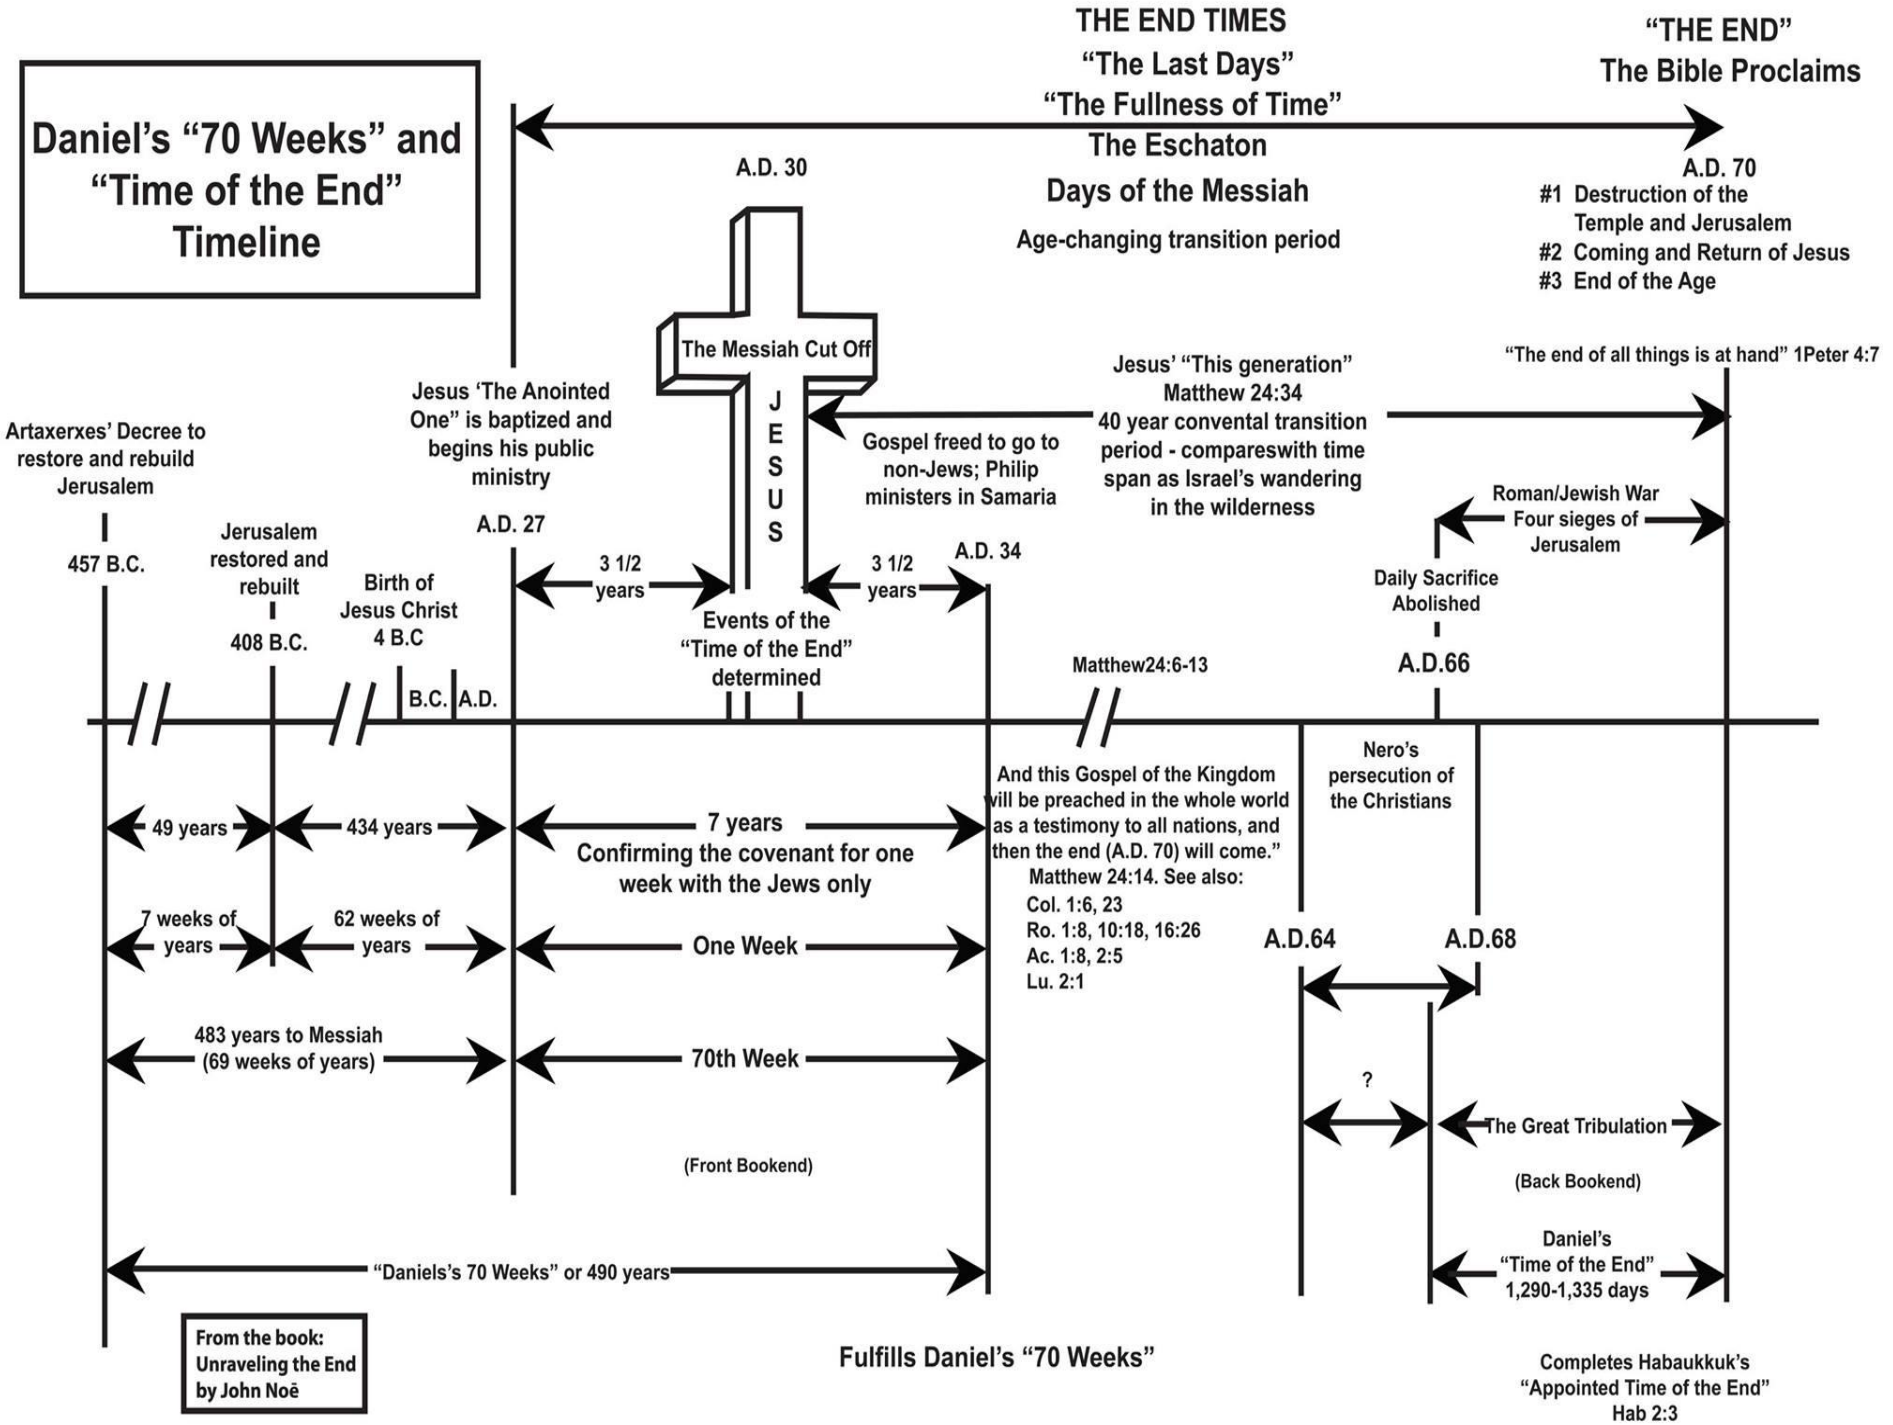 Daniel’s “70 Weeks” and
“Time of the End”
Timeline
THE END TIMES
“The Last Days”
“The Fullness of Time”
The Eschaton
Days of the Messiah
Age-changing transition period
“THE END”
The Bible Proclaims
A.D. 70
#1 Destruction of the
Temple and Jerusalem
#2 Coming and Return of Jesus
#3 End of the Age
“The end of all things is at hand” 1Peter 4:7
A.D. 30
The Messiah Cut Off
J
E
S
U
S
Artaxerxes’ Decree to
restore and rebuild
Jerusalem
457 B.C.
Jerusalem
restored and
rebuilt
408 B.C.
Birth of
Jesus Christ
4 B.C
B.C. A.D.
Jesus ‘The Anointed
One” is baptized and
begins his public
ministry
A.D. 27
3 1/2
years
Events of the
“Time of the End”
determined
3 1/2
years
Gospel freed to go to
non-Jews; Philip
ministers in Samaria
A.D. 34
Jesus’ “This generation”
Matthew 24:34
40 year convental transition
period - compareswith time
span as Israel’s wandering
in the wilderness
Roman/Jewish War
Four sieges of
Jerusalem
Daily Sacrifice
Abolished
A.D.66
Matthew24:6-13
49 years
434 years
7 years
Confirming the covenant for one
week with the Jews only
7 weeks of
years
62 weeks of
years
One Week
483 years to Messiah
(69 weeks of years)
70th Week
(Front Bookend)
“Daniels’s 70 Weeks” or 490 years
And this Gospel of the Kingdom
will be preached in the whole world
as a testimony to all nations, and
then the end (A.D. 70) will come.”
Matthew 24:14. See also:
Col. 1:6, 23
Ro. 1:8, 10:18, 16:26
Ac. 1:8, 2:5
Lu. 2:1
Nero’s
persecution of
the Christians
A.D.64
A.D.68
?
The Great Tribulation
(Back Bookend)
Daniel’s
“Time of the End”
1,290-1,335 days
From the book:
Unraveling the End
by John Noē
Fulfills Daniel’s “70 Weeks”
Completes Habaukkuk’s
“Appointed Time of the End”
Hab 2:3